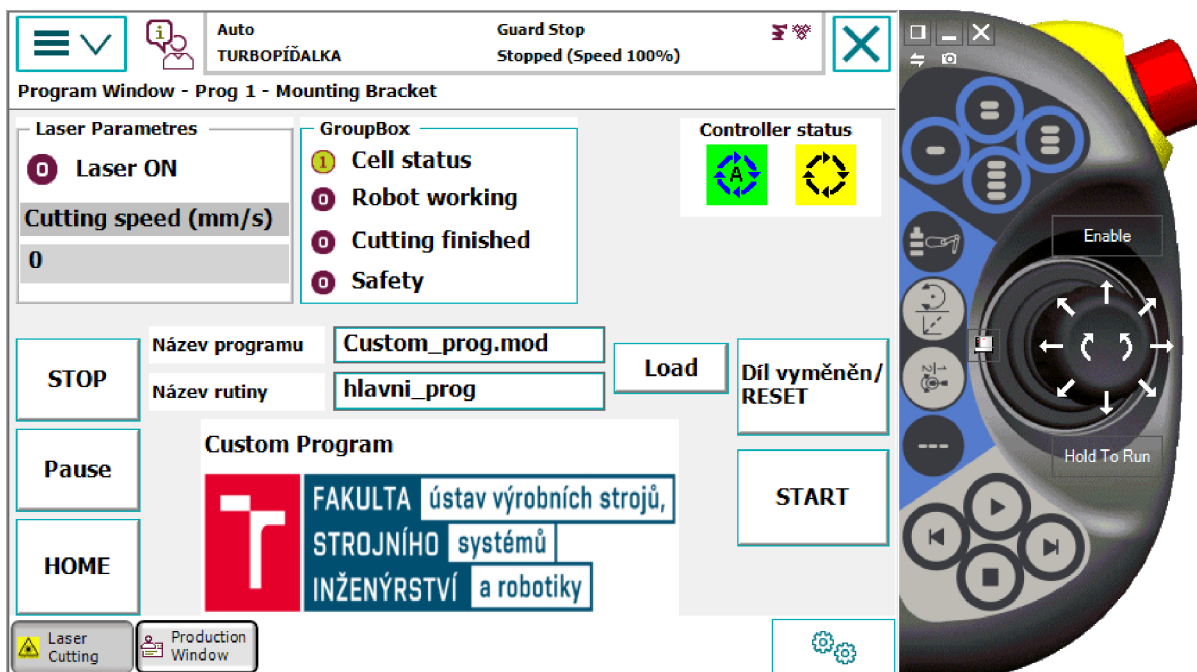 Auto
Guard Stop
TURBOPÍĎALKA
Stopped (Speed 100%)
Program Window - Prog 1 - Mounting Bracket
Laser Parametres
0 Laser ON
Cutting speed (mm/s)
0
GroupBox
1 Cell status
0 Robot working
0 Cutting finished
0 Safety
Controller status
A
STOP
Pause
HOME
Název programu
Custom_prog.mod
Název rutiny
hlavni_prog
Load
Díl vyměněn/
RESET
START
Custom Program
FAKULTA ústav výrobních strojů,
STROJNÍHO systémů
INŽENÝRSTVÍ a robotiky
Laser
Cutting
Production
Window
Enable
Hold To Run